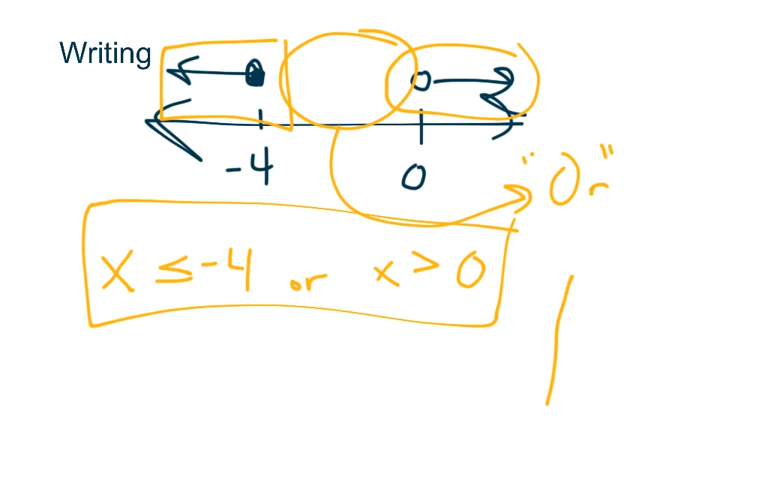 Writing
-4 0
"Or"
x ≤ -4 or x > 0